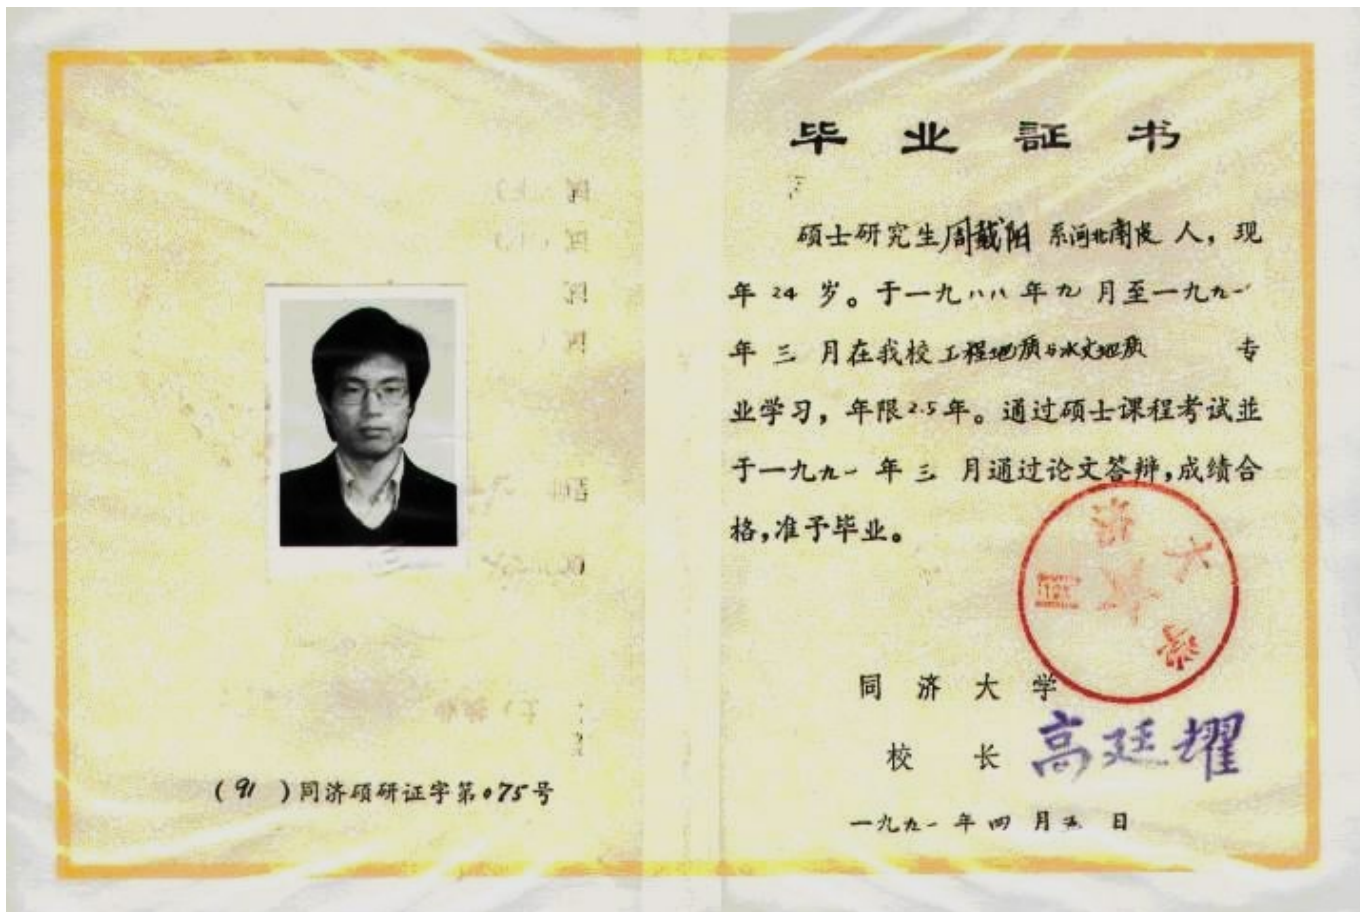 (91)同济硕研证字第075号
毕业証书
硕士研究生周戴阳 系河北南皮 人，现
年 24 岁。于一九八八年九月至一九九一
年 三 月在我校工程地质与水文地质 专
业学习，年限2.5年。通过硕士课程考试並
于一九九一年 三 月通过论文答辩,成绩合
格,准予毕业。
同济大学
校 长 高廷耀
一九九一年四月五日